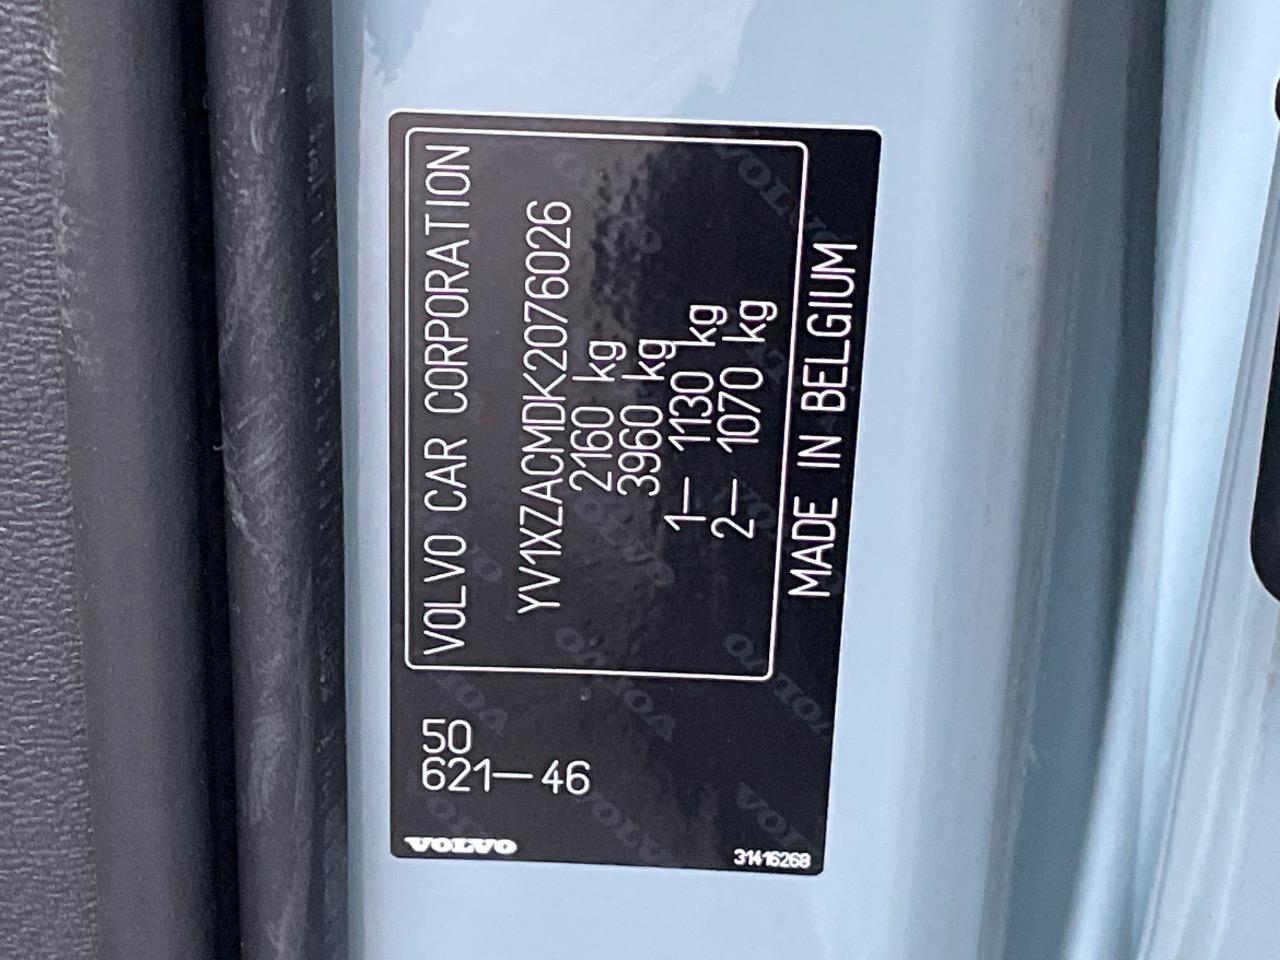 VOLVO CAR CORPORATION
YV1XZACMDK2076026
2160 kg
3960 kg
1— 1130 kg
2— 1070 kg
MADE IN BELGIUM
50
621—46
VOLVO
31416268